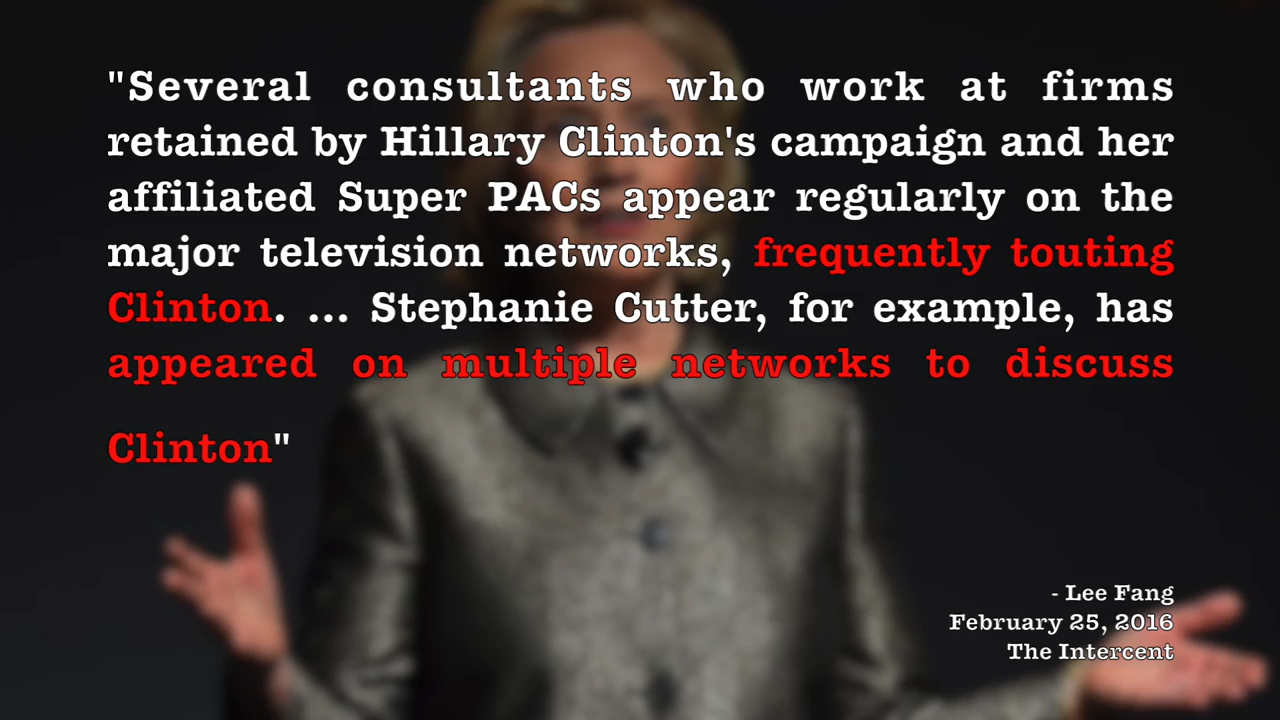 "Several consultants who work at firms
retained by Hillary Clinton's campaign and her
affiliated Super PACs appear regularly on the
major television networks, frequently touting
Clinton. ... Stephanie Cutter, for example, has
appeared on multiple networks to discuss
Clinton"
- Lee Fang
February 25, 2016
The Intercent